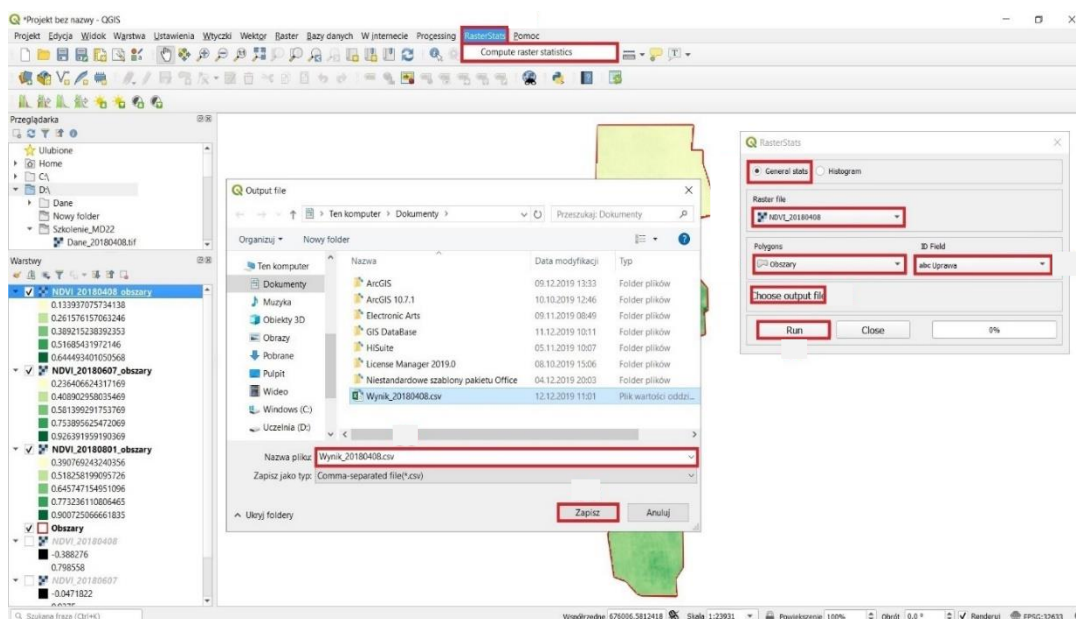 *Projekt bez nazwy - QGIS
Projekt Edycja Widok Warstwa Ustawienia Wtyczki Wektor Raster Bazy danych W internecie Processing RasterStats Pomoc
Compute raster statistics
Przeglądarka
Ulubione
Home
C:\
D:\
Dane
Nowy folder
Szkolenie_MD22
Dane_20180408.tif
Warstwy
NDVI_20180408_obszary
0.133937075734138
0.261576157063246
0.389215238392353
0.51685431972146
0.644493401050568
NDVI_20180607_obszary
0.236406624317169
0.408902958035469
0.581399291753769
0.753895625472069
0.926391959190369
NDVI_20180801_obszary
0.390769243240356
0.518258199095726
0.645747154951096
0.773236110806465
0.900725066661835
Obszary
NDVI_20180408
-0.388276
0.798558
NDVI_20180607
-0.0471822
Output file
Ten komputer > Dokumenty >
Przeszukaj: Dokumenty
Organizuj
Nowy folder
Ten komputer
Dokumenty
Muzyka
Obiekty 3D
Obrazy
Pobrane
Pulpit
Wideo
Windows (C:)
Uczelnia (D:)
Nazwa Data modyfikacji Typ
ArcGIS 09.12.2019 13:33 Folder plików
ArcGIS 10.7.1 10.10.2019 12:46 Folder plików
Electronic Arts 09.11.2019 08:49 Folder plików
GIS DataBase 11.12.2019 10:11 Folder plików
HiSuite 05.11.2019 10:07 Folder plików
License Manager 2019.0 08.10.2019 15:06 Folder plików
Niestandardowe szablony pakietu Office 04.12.2019 20:03 Folder plików
Wynik_20180408.csv 12.12.2019 11:01 Plik wartości oddzi...
Nazwa pliku: Wynik_20180408.csv
Zapisz jako typ: Comma-separated file(*.csv)
Ukryj foldery
Zapisz
Anuluj
RasterStats
General stats
Histogram
Raster file
NDVI_20180408
Polygons
ID Field
Obszary
abc Uprawa
Choose output file
Run
Close
0%
Szukane frazę (Ctrl+K)
Współrzędne 676006.5812418 Skala 1:23931 Powiększenie 100% Obrót 0,0 ° Renderuj EPSG:32633